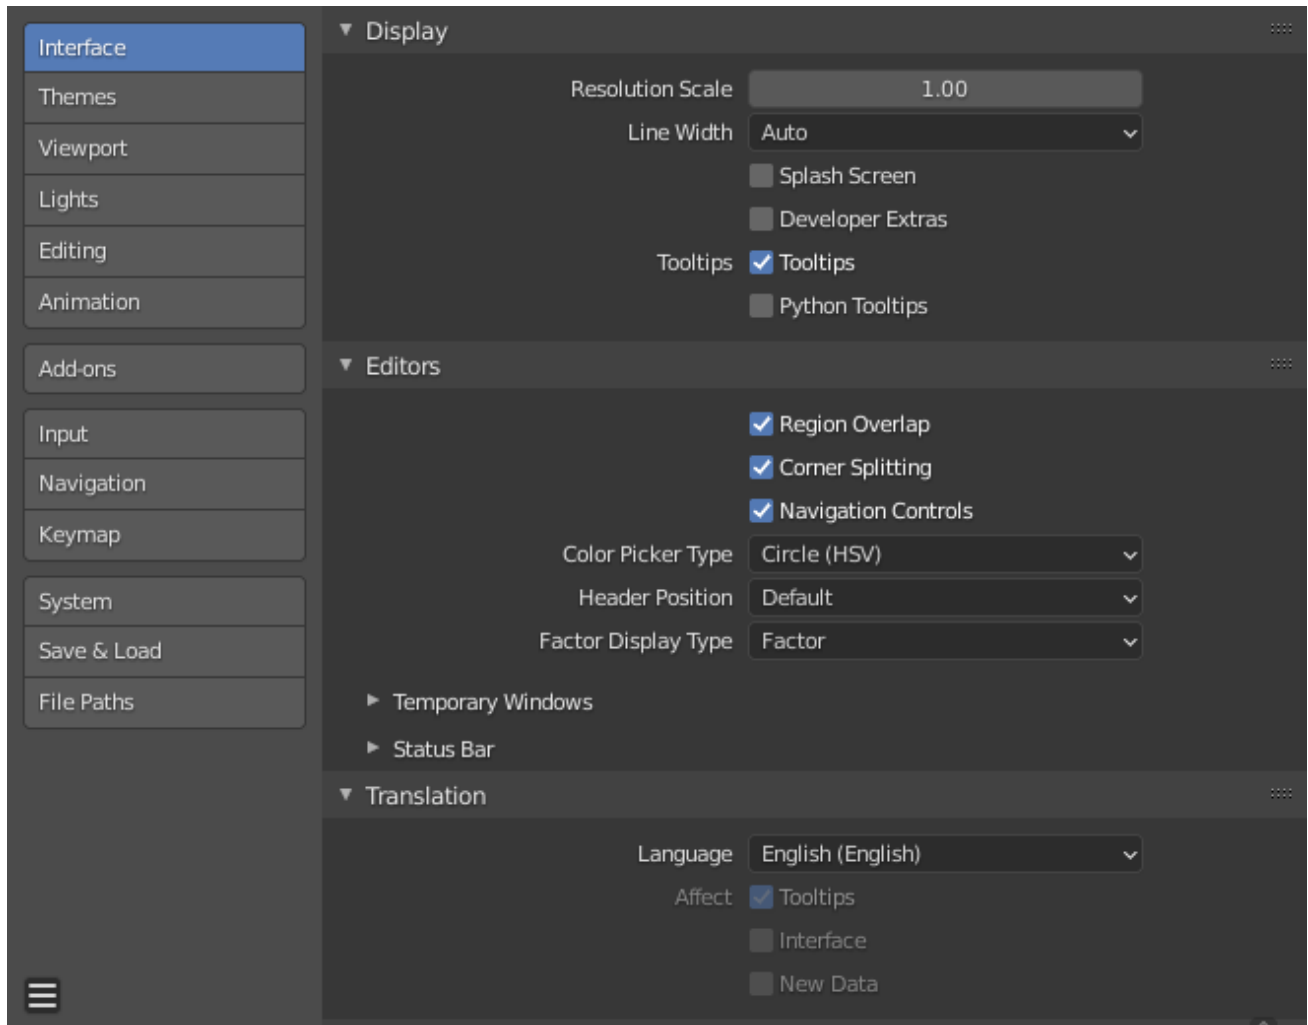 Interface
Themes
Viewport
Lights
Editing
Animation
Add-ons
Input
Navigation
Keymap
System
Save & Load
File Paths
Display
Resolution Scale 1.00
Line Width Auto
Splash Screen
Developer Extras
Tooltips Tooltips
Python Tooltips
Editors
Region Overlap
Corner Splitting
Navigation Controls
Color Picker Type Circle (HSV)
Header Position Default
Factor Display Type Factor
Temporary Windows
Status Bar
Translation
Language English (English)
Affect Tooltips
Interface
New Data